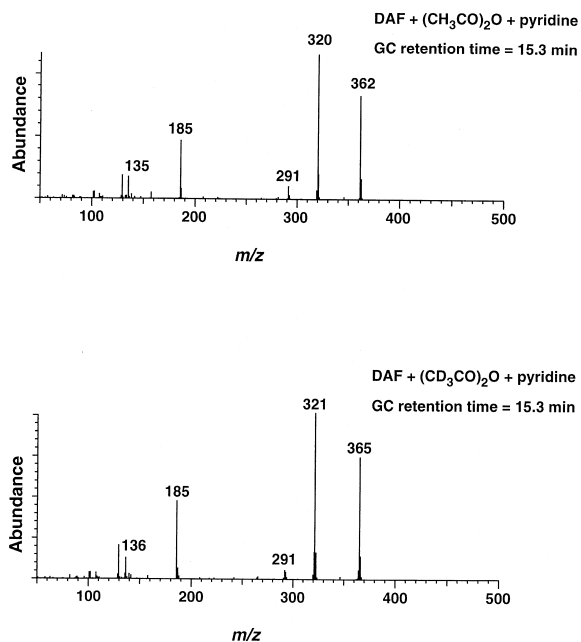 DAF + (CH3CO)2O + pyridine
GC retention time = 15.3 min
320
362
185
135
291
Abundance
100
200
300
400
500
m/z
DAF + (CD3CO)2O + pyridine
GC retention time = 15.3 min
321
365
185
136
291
Abundance
100
200
300
400
500
m/z